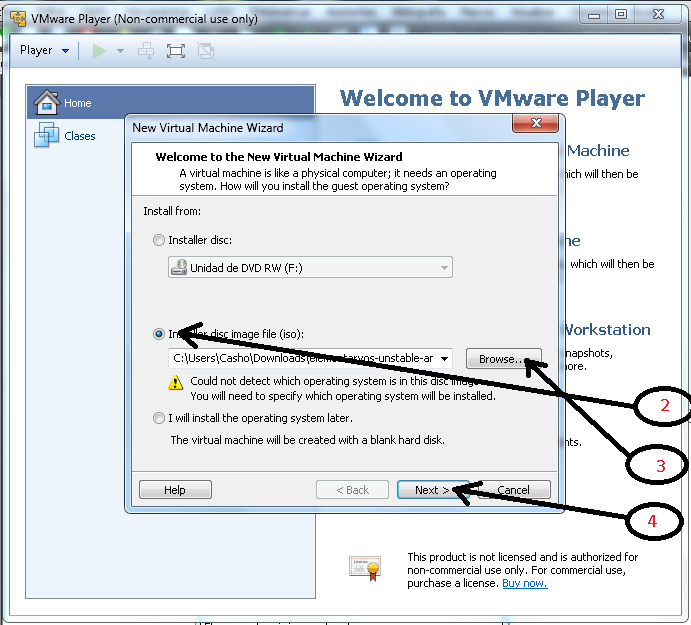 VMware Player (Non-commercial use only)
Player
Home
Clases
Welcome to VMware Player
Machine
which will then be
ne
which will then be
Workstation
snapshots,
more.
nts.
New Virtual Machine Wizard
Welcome to the New Virtual Machine Wizard
A virtual machine is like a physical computer; it needs an operating
system. How will you install the guest operating system?
Install from:
Installer disc:
Unidad de DVD RW (F:)
Installer disc image file (iso):
C:\Users\Casho\Downloads\elementaryos-unstable-ar
Browse...
Could not detect which operating system is in this disc image.
You will need to specify which operating system will be installed.
I will install the operating system later.
The virtual machine will be created with a blank hard disk.
Help
< Back
Next >
Cancel
2
3
4
This product is not licensed and is authorized for
non-commercial use only. For commercial use,
purchase a license. Buy now.